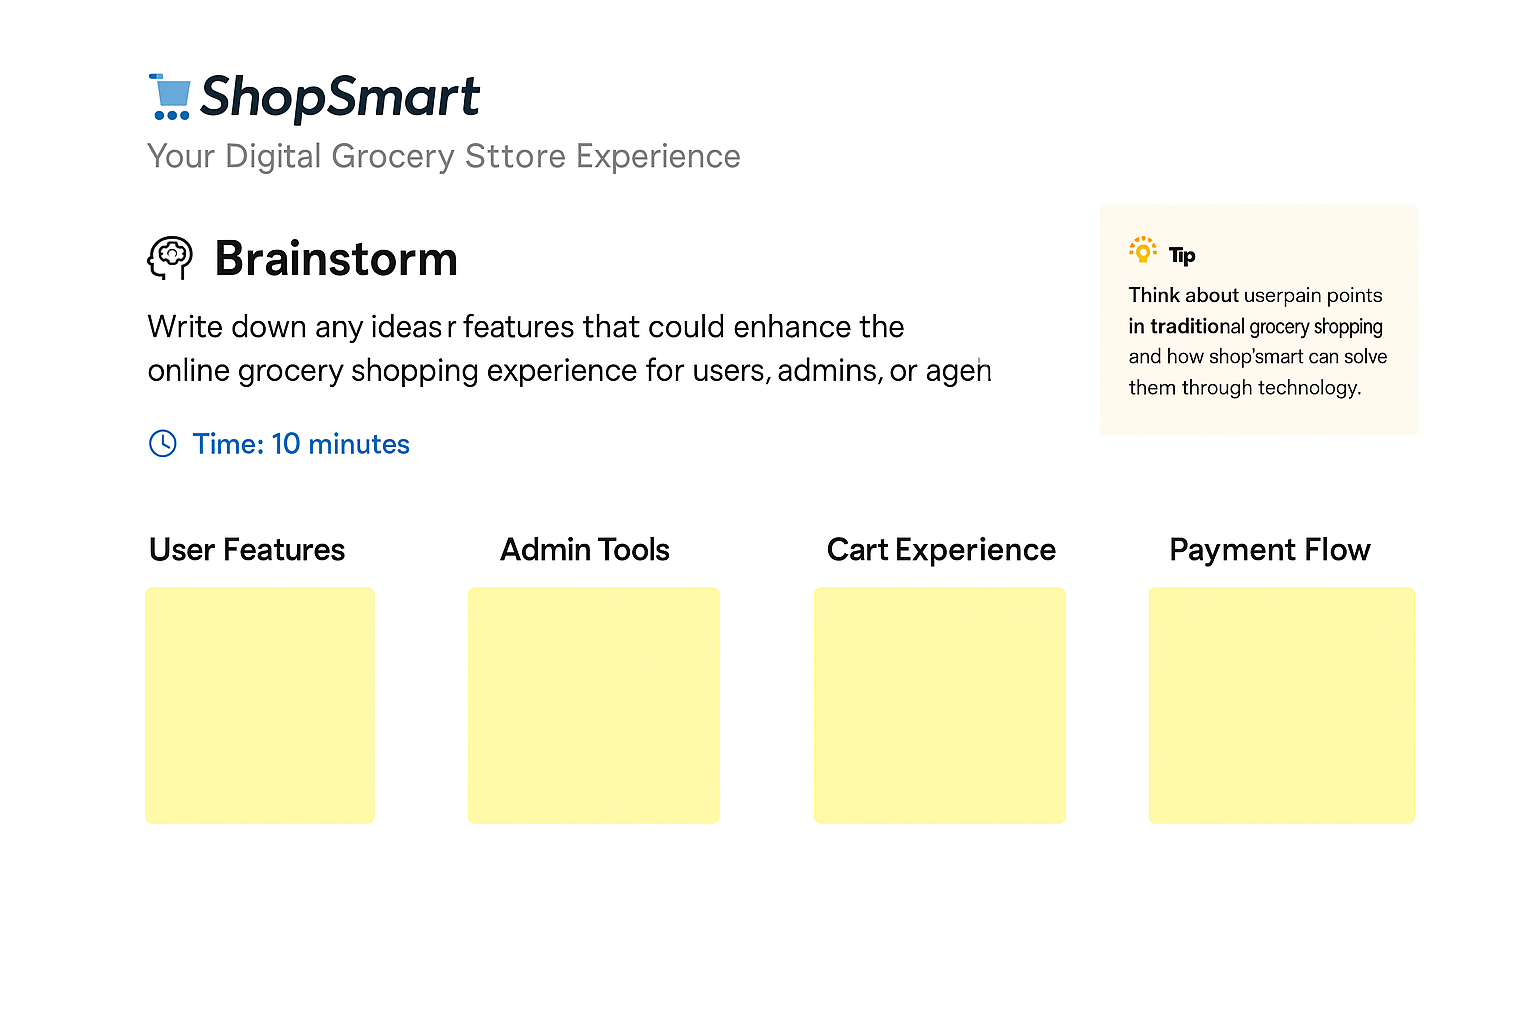 ShopSmart
Your Digital Grocery Sttore Experience
Brainstorm
Write down any ideas r features that could enhance the
online grocery shopping experience for users, admins, or ageh
Time: 10 minutes
Tip
Think about userpain points
in traditional grocery shopping
and how shop'smart can solve
them through technology.
User Features
Admin Tools
Cart Experience
Payment Flow